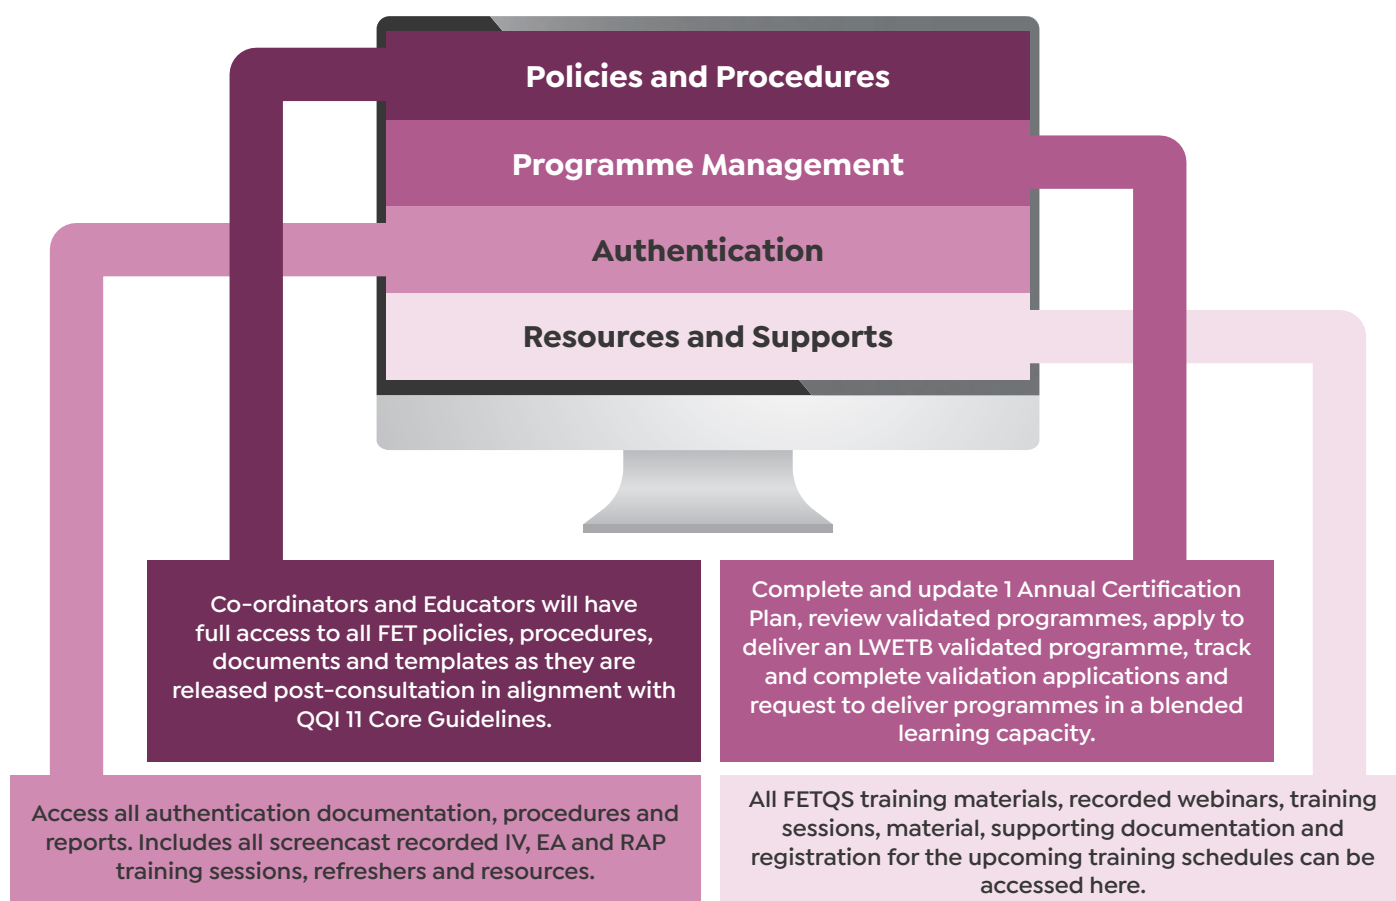 Policies and Procedures
Programme Management
Authentication
Resources and Supports
Co-ordinators and Educators will have
full access to all FET policies, procedures,
documents and templates as they are
released post-consultation in alignment with
QQI 11 Core Guidelines.
Complete and update 1 Annual Certification
Plan, review validated programmes, apply to
deliver an LWETB validated programme, track
and complete validation applications and
request to deliver programmes in a blended
learning capacity.
Access all authentication documentation, procedures and
reports. Includes all screencast recorded IV, EA and RAP
training sessions, refreshers and resources.
All FETQS training materials, recorded webinars, training
sessions, material, supporting documentation and
registration for the upcoming training schedules can be
accessed here.